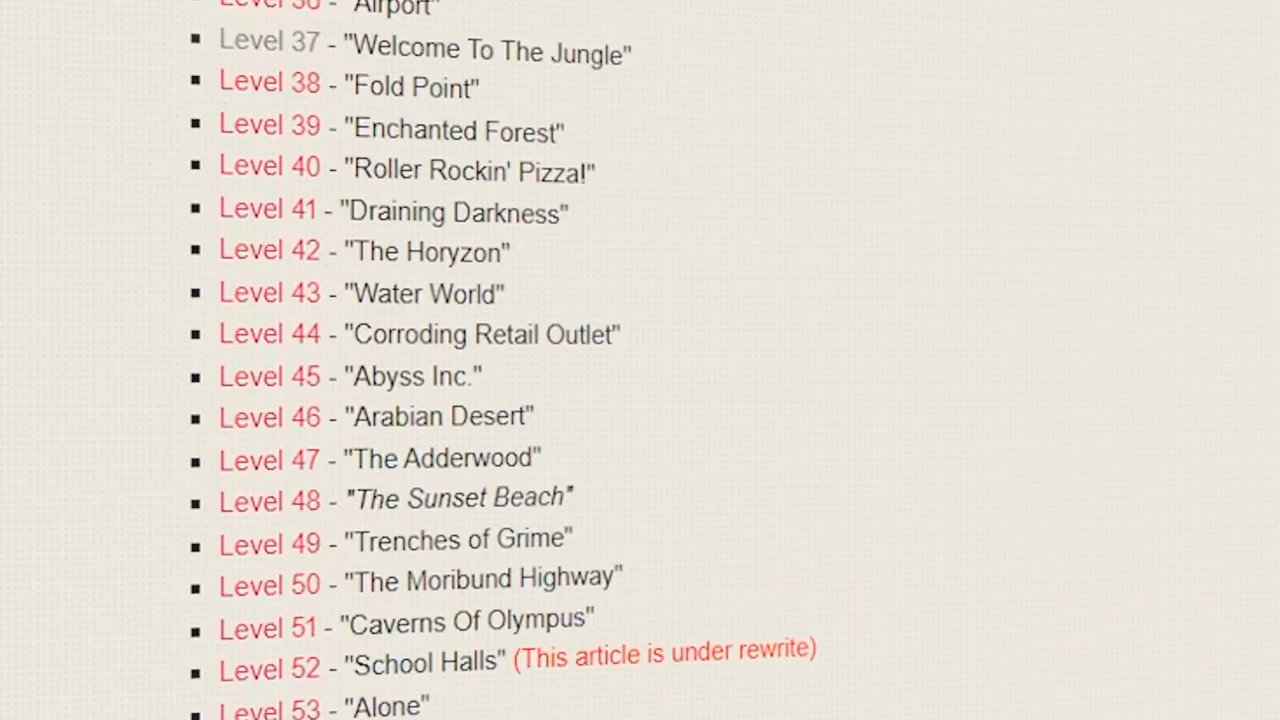 Level 36 - "Airport"
Level 37 - "Welcome To The Jungle"
Level 38 - "Fold Point"
Level 39 - "Enchanted Forest"
Level 40 - "Roller Rockin' Pizza!"
Level 41 - "Draining Darkness"
Level 42 - "The Horyzon"
Level 43 - "Water World"
Level 44 - "Corroding Retail Outlet"
Level 45 - "Abyss Inc."
Level 46 - "Arabian Desert"
Level 47 - "The Adderwood"
Level 48 - "The Sunset Beach"
Level 49 - "Trenches of Grime"
Level 50 - "The Moribund Highway"
Level 51 - "Caverns Of Olympus"
Level 52 - "School Halls" (This article is under rewrite)
Level 53 - "Alone"